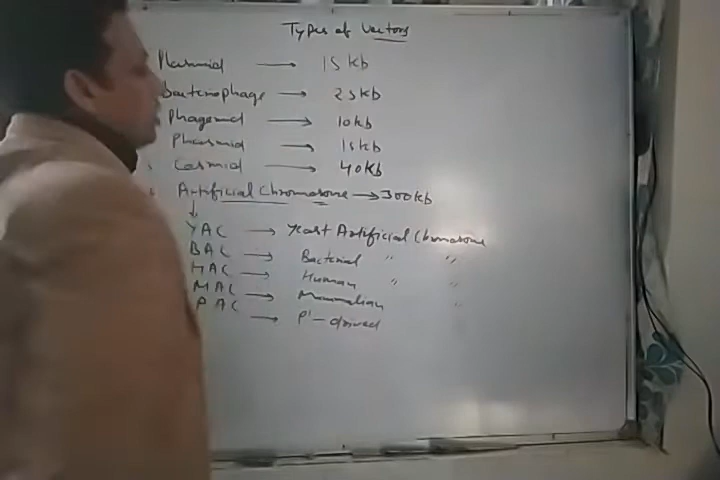 Types of Vectors
Plasmid → 15 kb
Bacteriophage → 25 kb
Phagemid → 10 kb
Phasmid → 15 kb
Cosmid → 40 kb
Artificial Chromosome → 300 kb
↓
YAC → Yeast Artificial Chromosome
BAC → Bacterial " "
HAC → Human " "
MAC → Mammalian "
PAC → P1 - derived